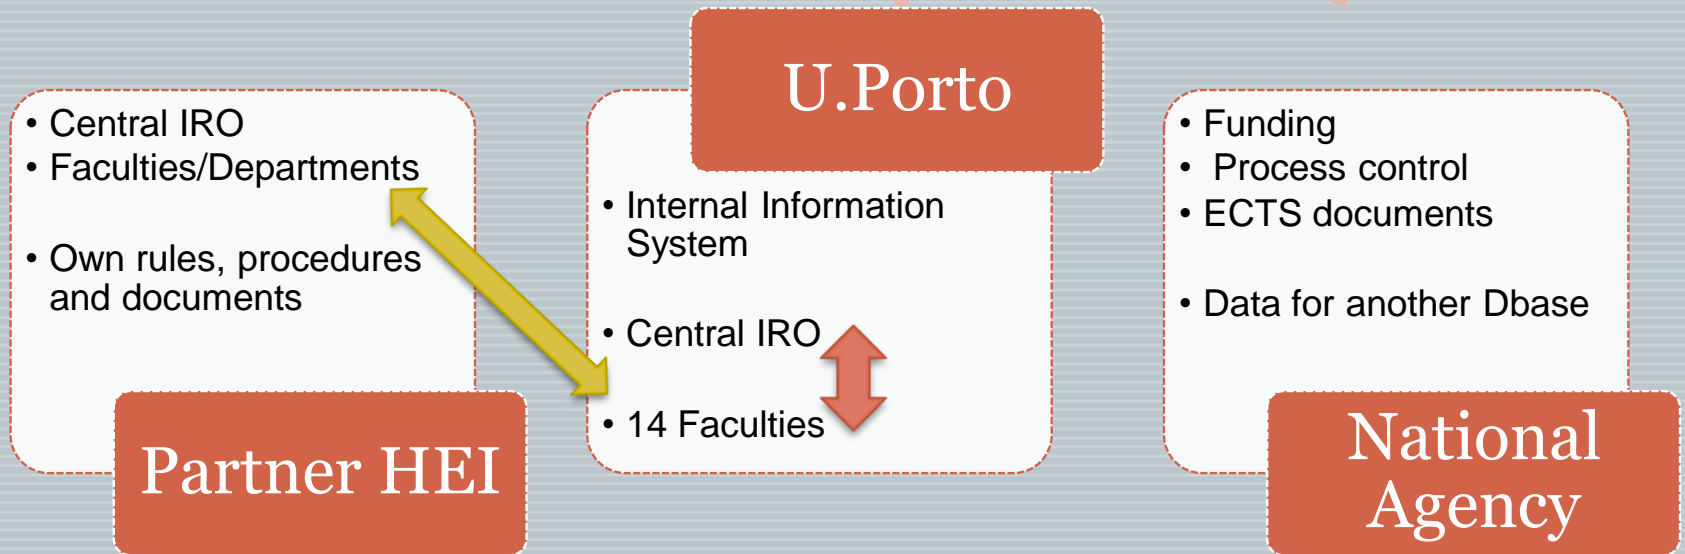 • Central IRO
• Faculties/Departments
• Own rules, procedures
and documents
Partner HEI
U.Porto
• Internal Information
System
• Central IRO
• 14 Faculties
• Funding
• Process control
• ECTS documents
• Data for another Dbase
National
Agency